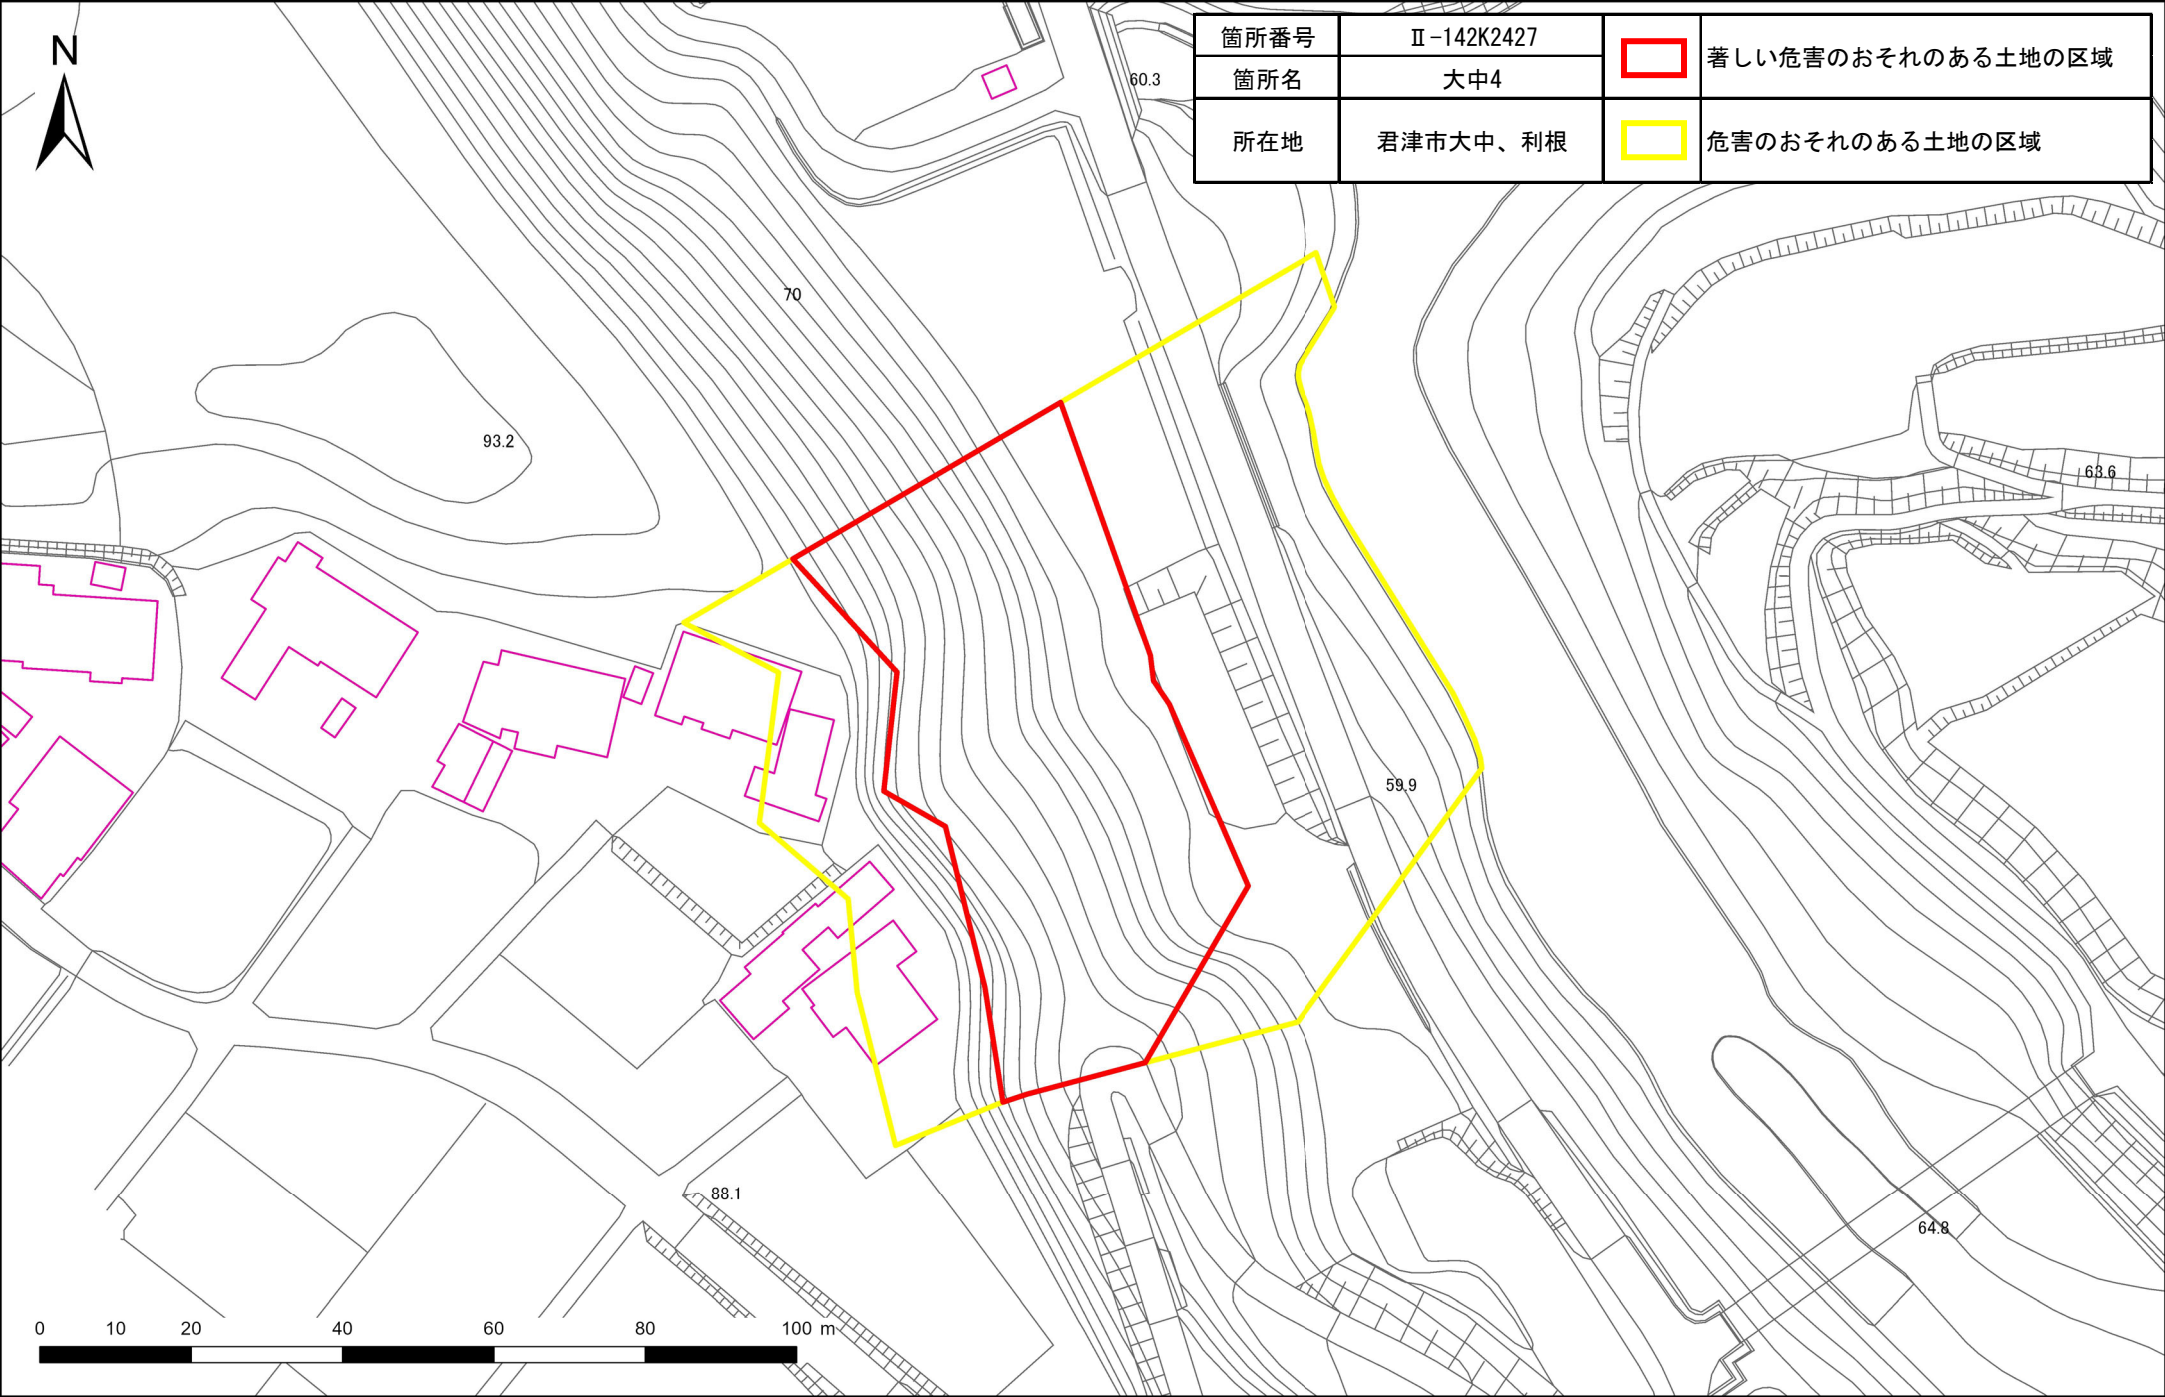 N
箇所番号 Ⅱ-142K2427
箇所名 大中4
所在地 君津市大中、利根
著しい危害のおそれのある土地の区域
危害のおそれのある土地の区域
60.3
70
93.2
63.6
59.9
88.1
64.8
0 10 20 40 60 80 100 m